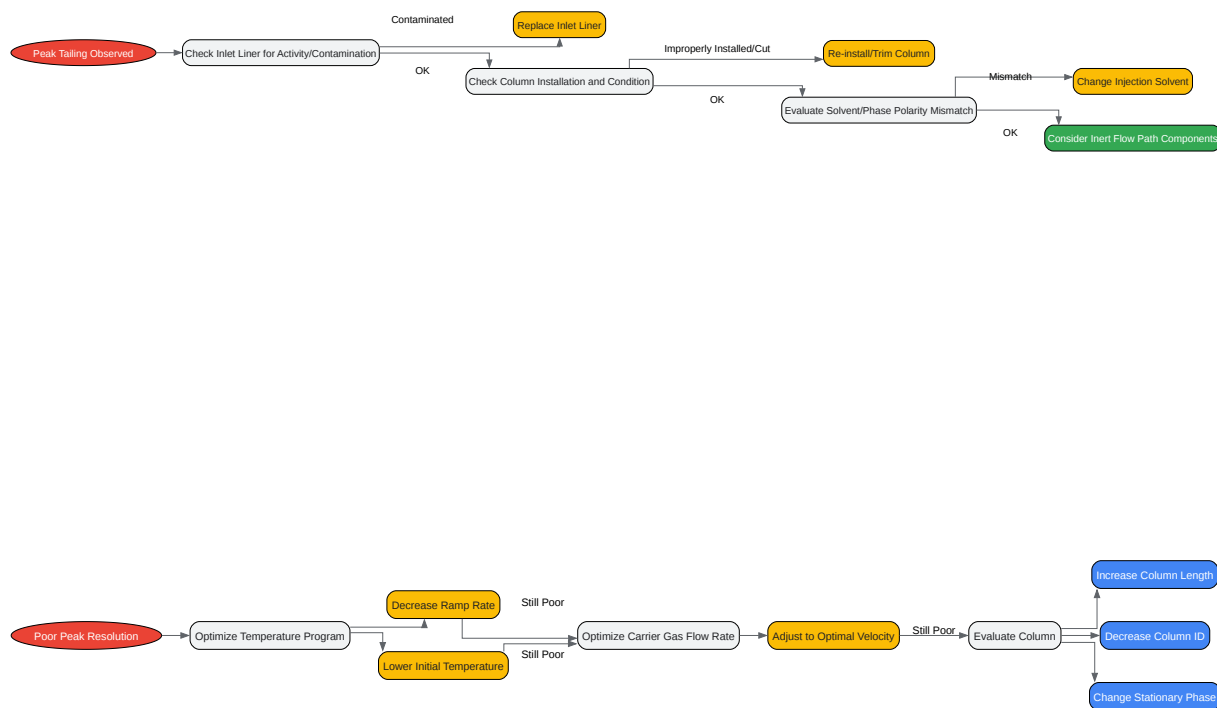 Contaminated
Replace Inlet Liner
Peak Tailing Observed
Check Inlet Liner for Activity/Contamination
OK
Improperly Installed/Cut
Re-install/Trim Column
Check Column Installation and Condition
OK
Mismatch
Change Injection Solvent
Evaluate Solvent/Phase Polarity Mismatch
OK
Consider Inert Flow Path Components
Increase Column Length
Decrease Ramp Rate
Still Poor
Poor Peak Resolution
Optimize Temperature Program
Optimize Carrier Gas Flow Rate
Adjust to Optimal Velocity
Still Poor
Evaluate Column
Decrease Column ID
Lower Initial Temperature
Still Poor
Change Stationary Phase